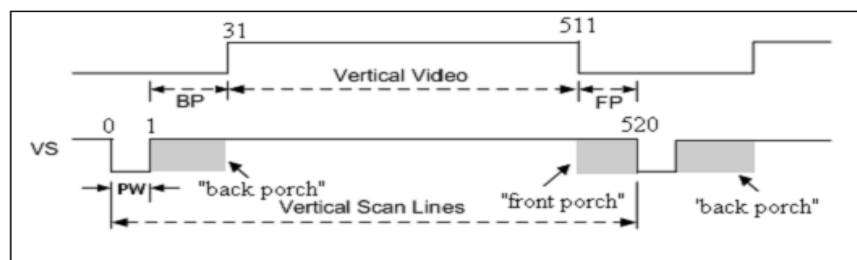 31 511
BP Vertical Video FP
0 1 520
VS
PW "back porch" "front porch" "back porch"
Vertical Scan Lines